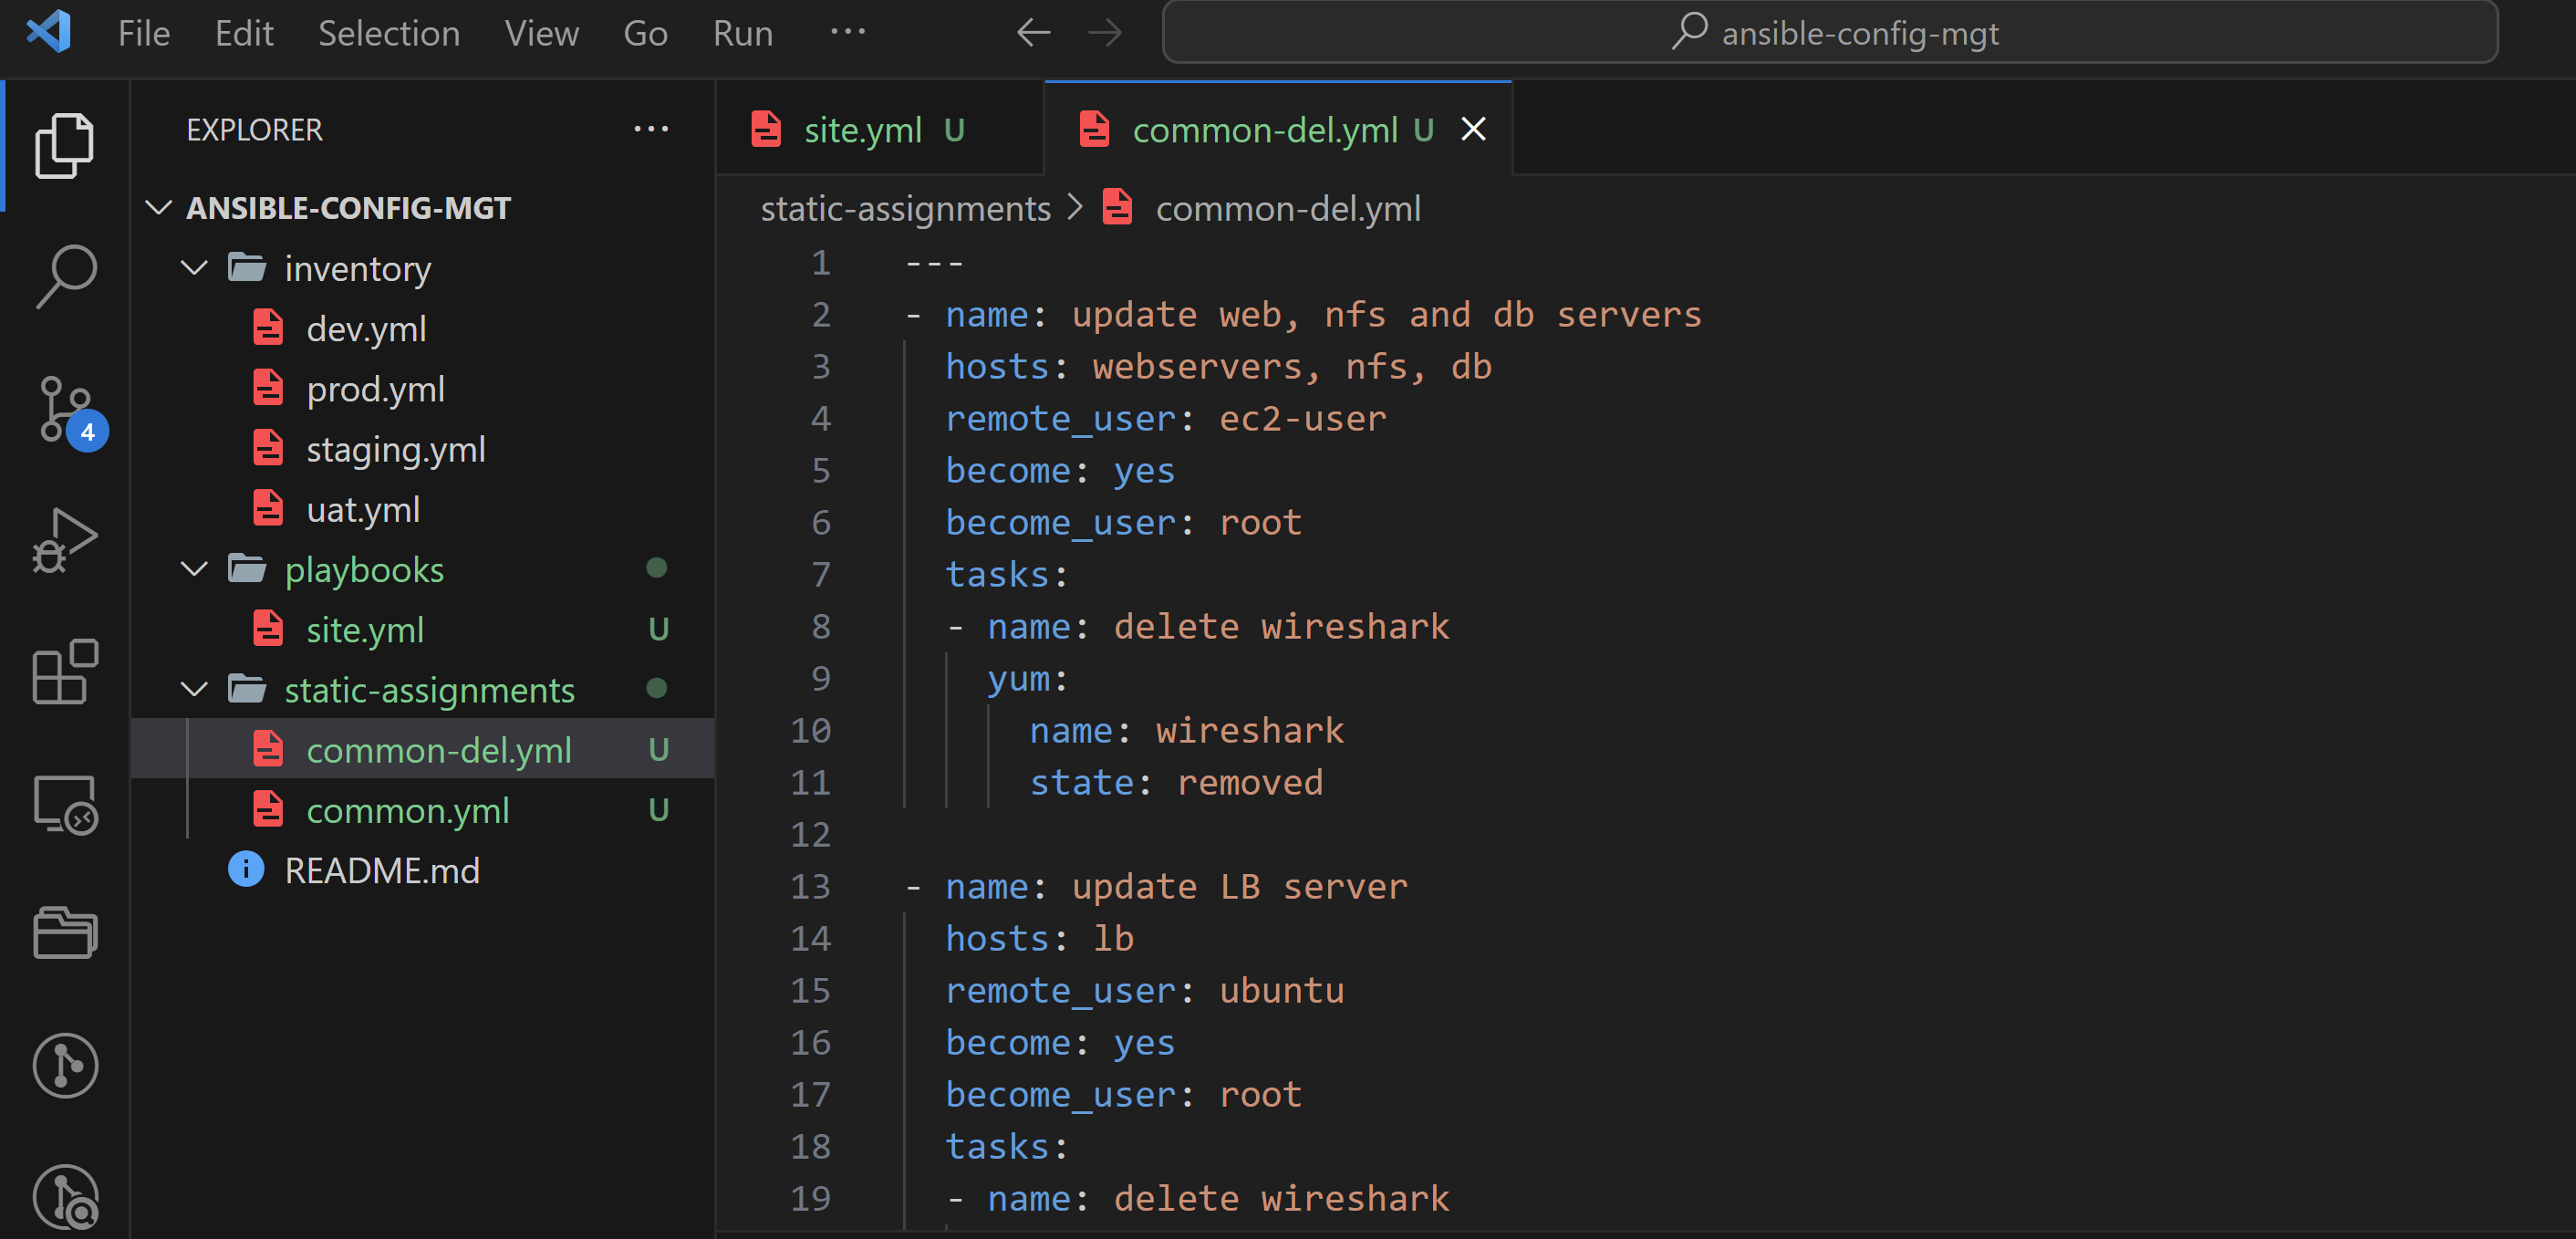 File Edit Selection View Go Run ...
ansible-config-mgt
EXPLORER ...
ANSIBLE-CONFIG-MGT
inventory
dev.yml
prod.yml
4
staging.yml
uat.yml
playbooks
site.yml U
static-assignments
common-del.yml U
common.yml U
README.md
site.yml U common-del.yml U
static-assignments > common-del.yml
1 ---
2 - name: update web, nfs and db servers
3 hosts: webservers, nfs, db
4 remote_user: ec2-user
5 become: yes
6 become_user: root
7 tasks:
8 - name: delete wireshark
9 yum:
10 name: wireshark
11 state: removed
12
13 - name: update LB server
14 hosts: lb
15 remote_user: ubuntu
16 become: yes
17 become_user: root
18 tasks:
19 - name: delete wireshark